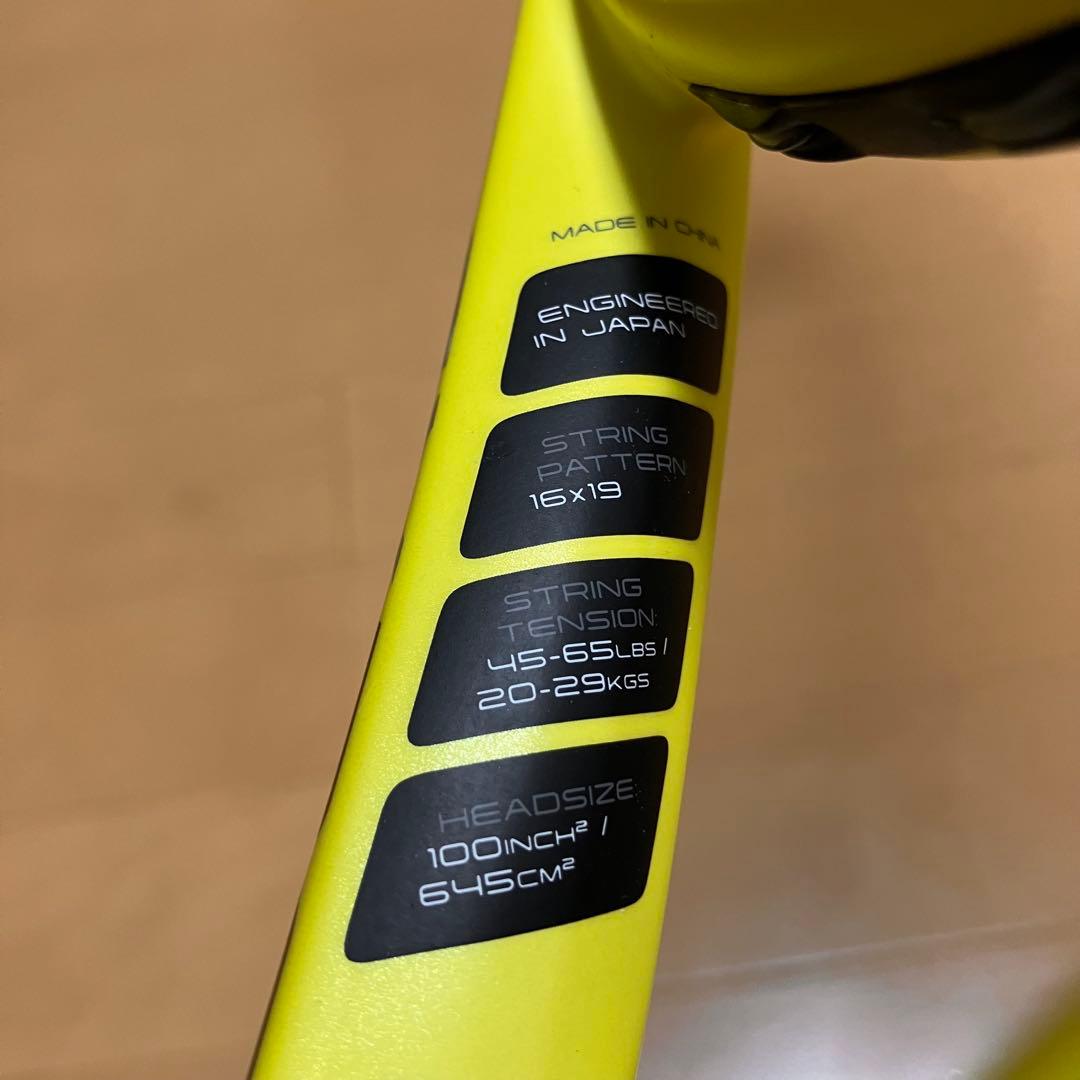 MADE IN CHINA
ENGINEERED
IN JAPAN
STRING
PATTERN:
16x19
STRING
TENSION:
45-65LBS /
20-29KGS
HEADSIZE:
100INCH² /
645CM²